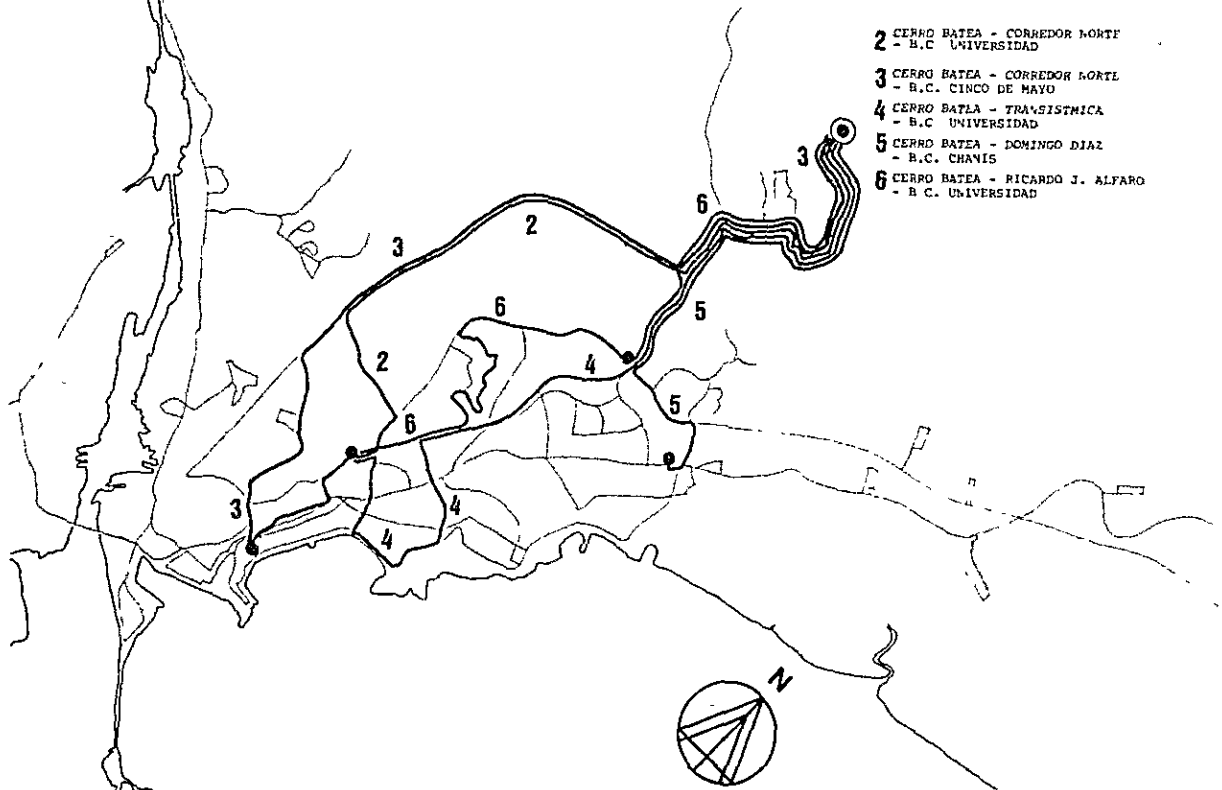 2 CERRO BATEA - CORREDOR NORTE
- B.C UNIVERSIDAD
3 CERRO BATEA - CORREDOR NORTE
- B.C. CINCO DE MAYO
4 CERRO BATEA - TRANSISTMICA
- B.C UNIVERSIDAD
5 CERRO BATEA - DOMINGO DIAZ
- B.C. CHANIS
6 CERRO BATEA - RICARDO J. ALFARO
- B C. UNIVERSIDAD
3
6
2
3
5
6
4
2
5
6
3
4
4
N